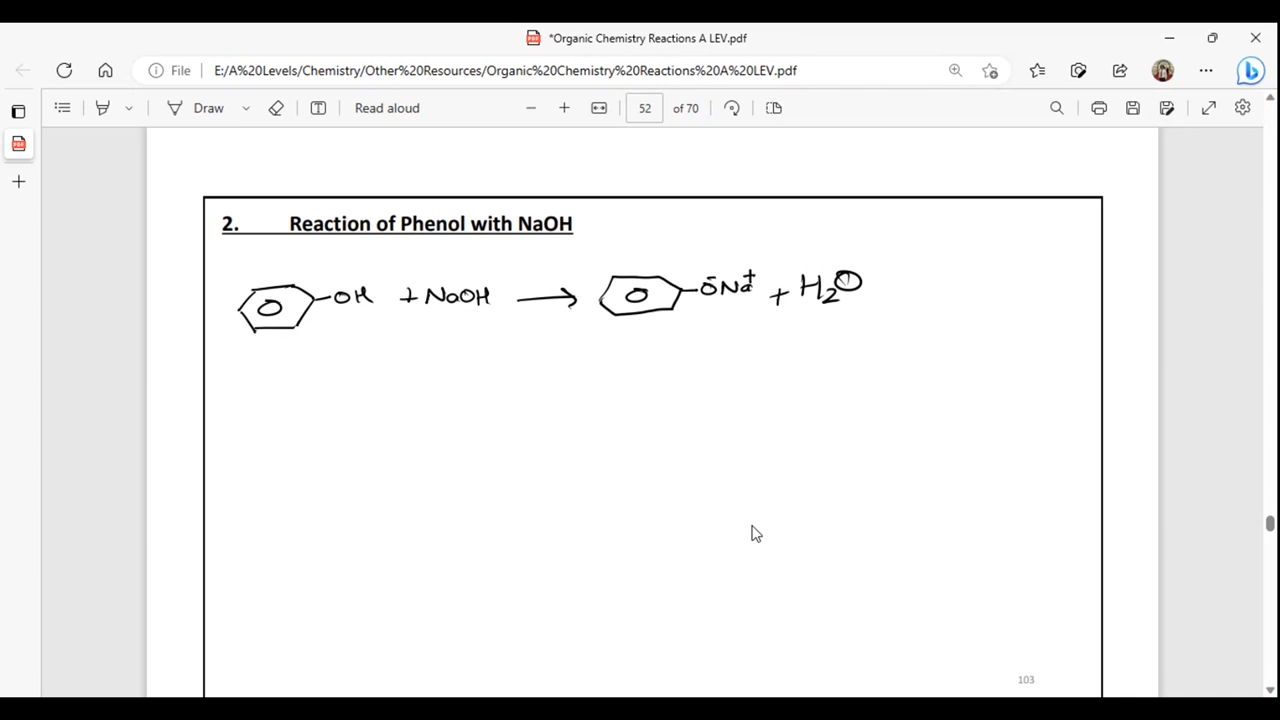 *Organic Chemistry Reactions A LEV.pdf
File E:/A%20Levels/Chemistry/Other%20Resources/Organic%20Chemistry%20Reactions%20A%20LEV.pdf
Draw Read aloud 52 of 70
2. Reaction of Phenol with NaOH
OH + NaOH → O⁻Na⁺ + H₂O
103